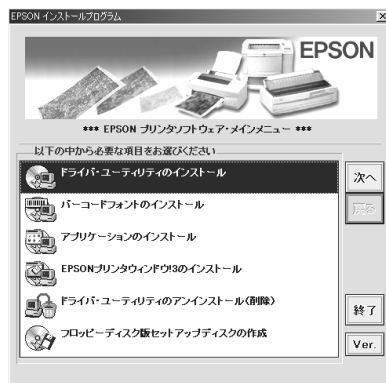 EPSON インストールプログラム
EPSON
*** EPSON プリンタソフトウェア・メインメニュー ***
以下の中から必要な項目をお選びください
ドライバ・ユーティリティのインストール
バーコードフォントのインストール
アプリケーションのインストール
EPSONプリンタウィンドウ!3のインストール
ドライバ・ユーティリティのアンインストール(削除)
フロッピーディスク版セットアップディスクの作成
次へ
戻る
終了
Ver.